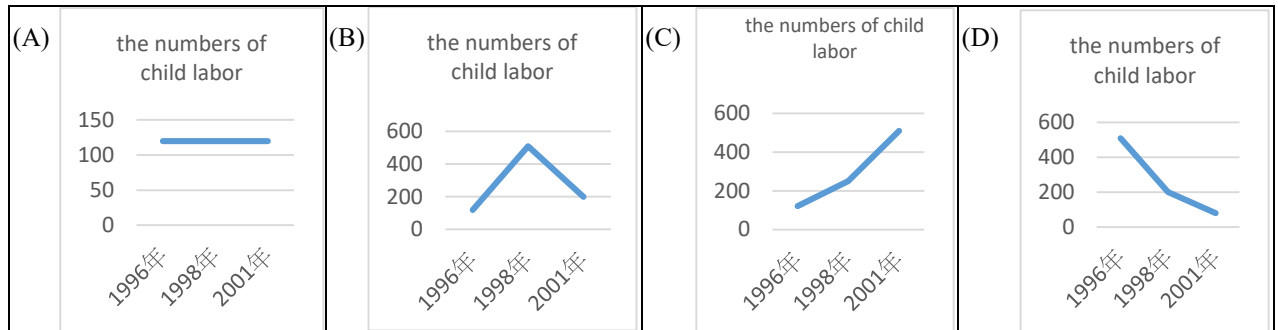 (A)
the numbers of
child labor
150
100
50
0
1996年
1998年
2001年
(B)
the numbers of
child labor
600
400
200
0
1996年
1998年
2001年
(C)
the numbers of child
labor
600
400
200
0
1996年
1998年
2001年
(D)
the numbers of
child labor
600
400
200
0
1996年
1998年
2001年